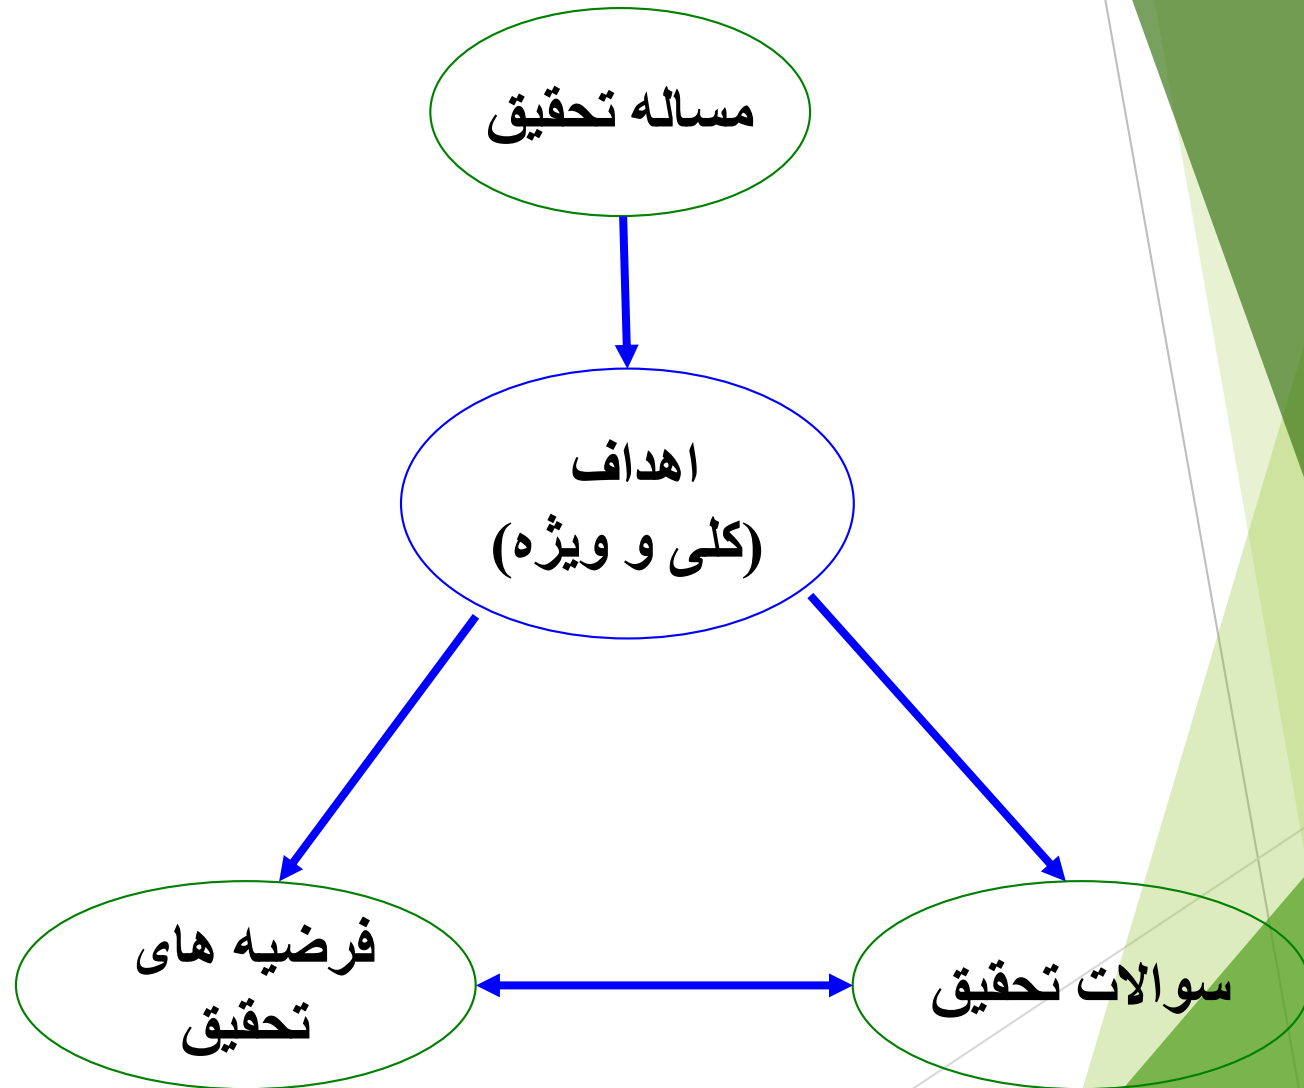 مساله تحقیق
اهداف
(کلی و ویژه)
سوالات تحقیق
فرضیه های
تحقیق